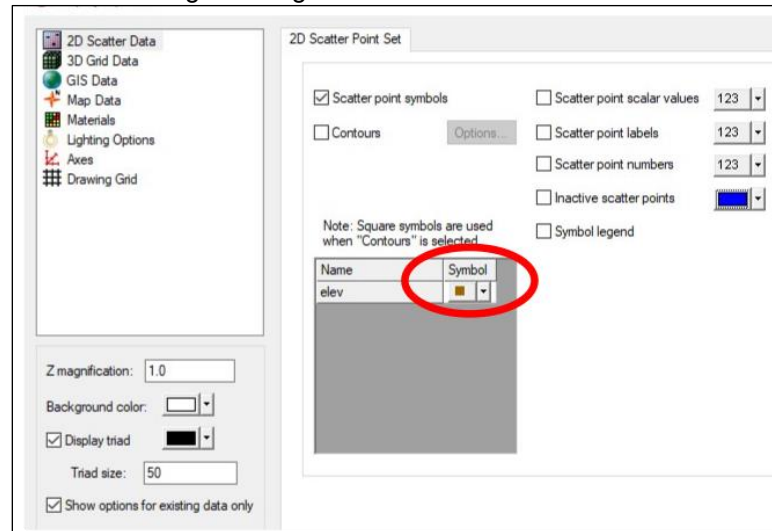 2D Scatter Data
3D Grid Data
GIS Data
Map Data
Materials
Lighting Options
Axes
Drawing Grid
Z magnification: 1.0
Background color:
Display triad
Triad size: 50
Show options for existing data only
2D Scatter Point Set
Scatter point symbols
Contours Options...
Scatter point scalar values 123
Scatter point labels 123
Scatter point numbers 123
Inactive scatter points
Symbol legend
Note: Square symbols are used
when "Contours" is selected
Name Symbol
elev